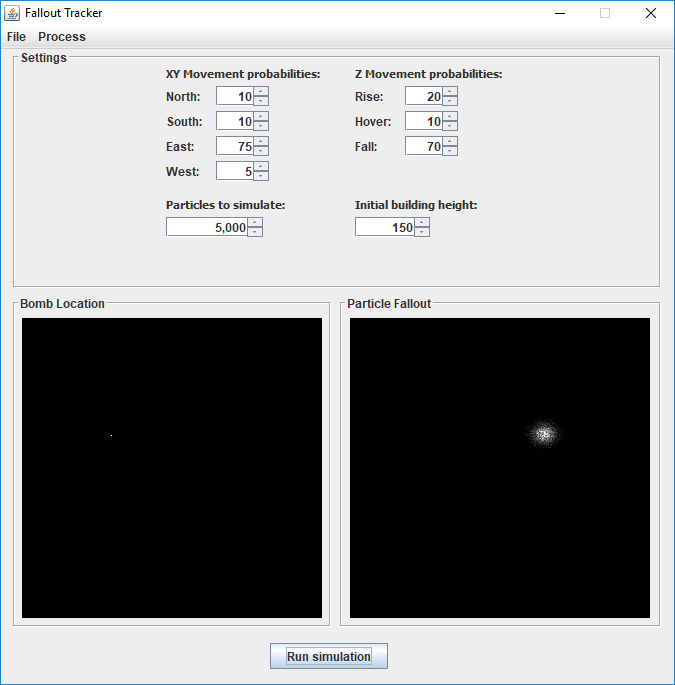 Fallout Tracker
File Process
Settings
XY Movement probabilities: Z Movement probabilities:
North: 10 Rise: 20
South: 10 Hover: 10
East: 75 Fall: 70
West: 5
Particles to simulate: Initial building height:
5,000 150
Bomb Location Particle Fallout
Run simulation